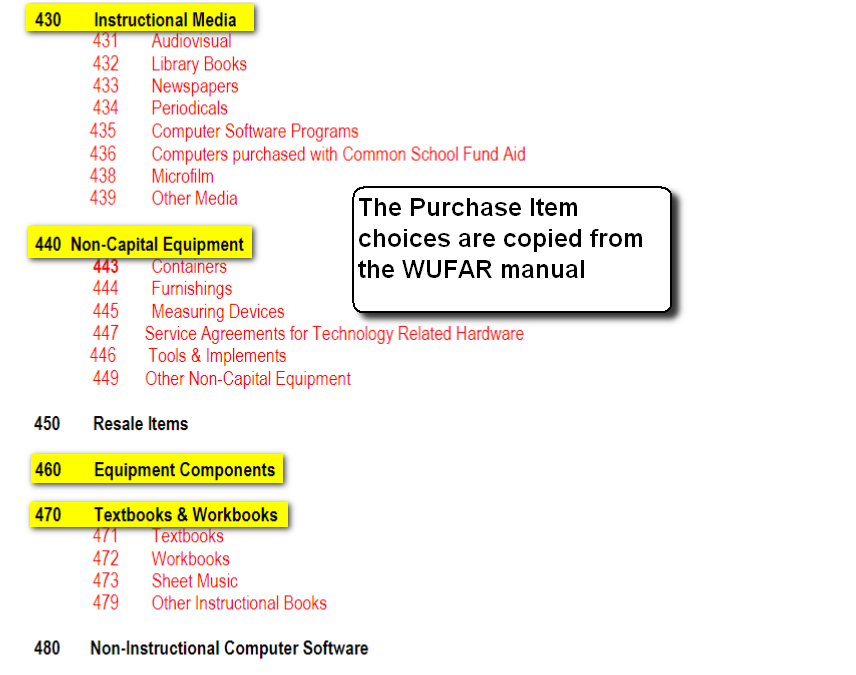 430 Instructional Media
431 Audiovisual
432 Library Books
433 Newspapers
434 Periodicals
435 Computer Software Programs
436 Computers purchased with Common School Fund Aid
438 Microfilm
439 Other Media
The Purchase Item
choices are copied from
the WUFAR manual
440 Non-Capital Equipment
443 Containers
444 Furnishings
445 Measuring Devices
447 Service Agreements for Technology Related Hardware
446 Tools & Implements
449 Other Non-Capital Equipment
450 Resale Items
460 Equipment Components
470 Textbooks & Workbooks
471 Textbooks
472 Workbooks
473 Sheet Music
479 Other Instructional Books
480 Non-Instructional Computer Software